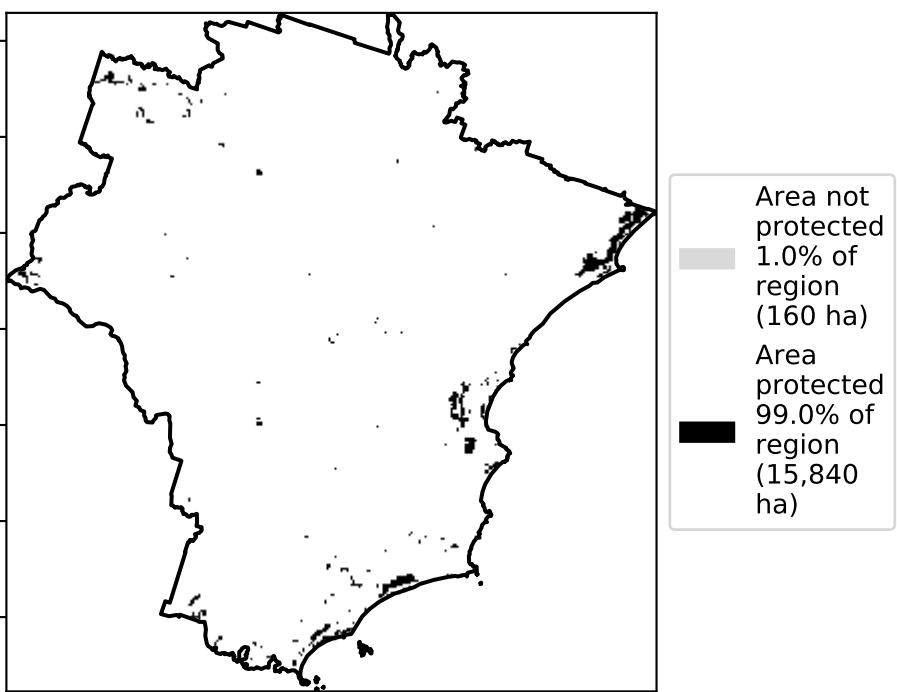 Area not
protected
1.0% of
region
(160 ha)
Area
protected
99.0% of
region
(15,840
ha)